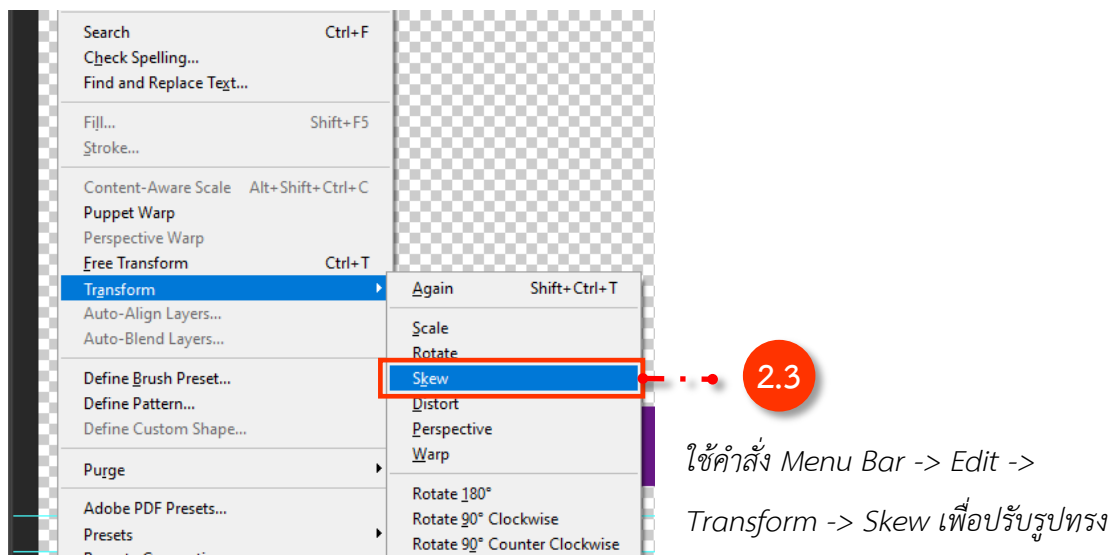 Search Ctrl+F
Check Spelling...
Find and Replace Text...
Fill... Shift+F5
Stroke...
Content-Aware Scale Alt+Shift+Ctrl+C
Puppet Warp
Perspective Warp
Free Transform Ctrl+T
Transform
Auto-Align Layers...
Auto-Blend Layers...
Define Brush Preset...
Define Pattern...
Define Custom Shape...
Purge
Adobe PDF Presets...
Presets
Again Shift+Ctrl+T
Scale
Rotate
Skew
Distort
Perspective
Warp
Rotate 180°
Rotate 90° Clockwise
Rotate 90° Counter Clockwise
2.3
ใช้คำสั่ง Menu Bar -> Edit ->
Transform -> Skew เพื่อปรับรูปทรง